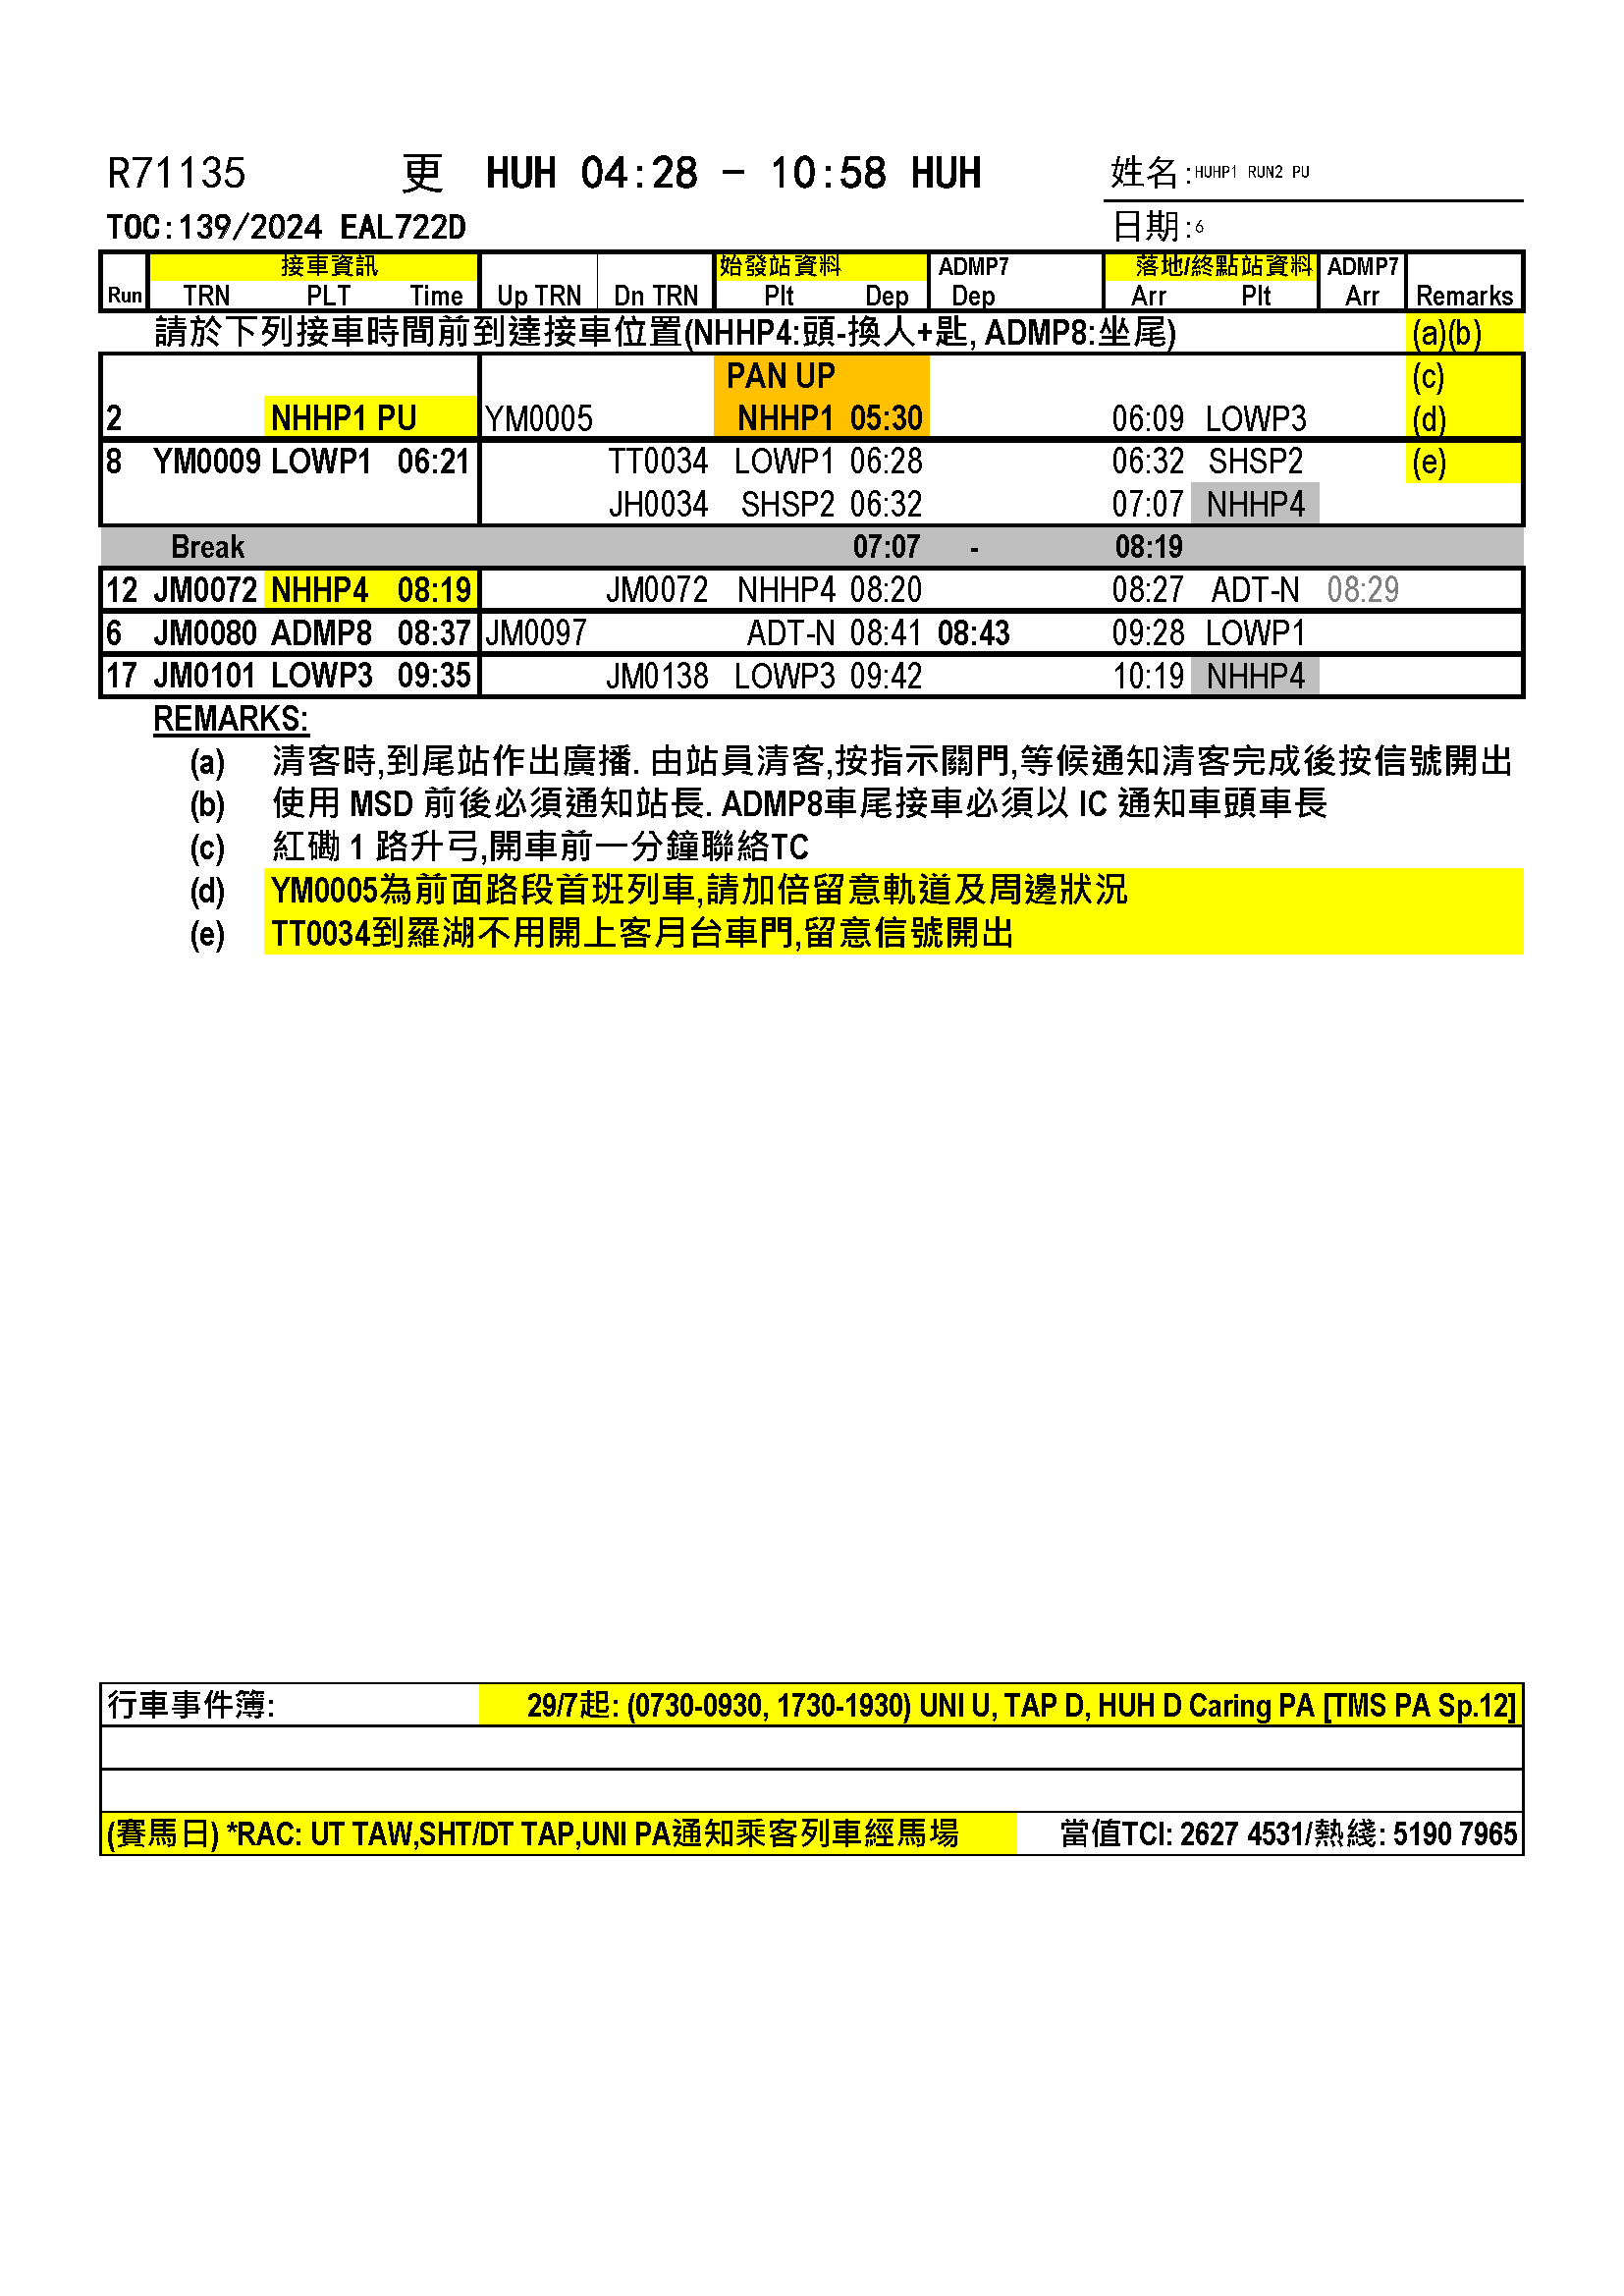 R71135 更 HUH 04:28 - 10:58 HUH 姓名:HUHP1 RUN2 PU
TOC:139/2024 EAL722D 日期:6
接車資訊 始發站資料 ADMP7 落地/終點站資料 ADMP7
Run TRN PLT Time Up TRN Dn TRN Plt Dep Dep Arr Plt Arr Remarks
請於下列接車時間前到達接車位置(NHHP4:頭-換人+匙, ADMP8:坐尾) (a)(b)
PAN UP (c)
2 NHHP1 PU YM0005 NHHP1 05:30 06:09 LOWP3 (d)
8 YM0009 LOWP1 06:21 TT0034 LOWP1 06:28 06:32 SHSP2 (e)
JH0034 SHSP2 06:32 07:07 NHHP4
Break 07:07 - 08:19
12 JM0072 NHHP4 08:19 JM0072 NHHP4 08:20 08:27 ADT-N 08:29
6 JM0080 ADMP8 08:37 JM0097 ADT-N 08:41 08:43 09:28 LOWP1
17 JM0101 LOWP3 09:35 JM0138 LOWP3 09:42 10:19 NHHP4
REMARKS:
(a) 清客時,到尾站作出廣播. 由站員清客,按指示關門,等候通知清客完成後按信號開出
(b) 使用 MSD 前後必須通知站長. ADMP8車尾接車必須以 IC 通知車頭車長
(c) 紅磡 1 路升弓,開車前一分鐘聯絡TC
(d) YM0005為前面路段首班列車,請加倍留意軌道及周邊狀況
(e) TT0034到羅湖不用開上客月台車門,留意信號開出
行車事件簿: 29/7起: (0730-0930, 1730-1930) UNI U, TAP D, HUH D Caring PA [TMS PA Sp.12]
(賽馬日) *RAC: UT TAW,SHT/DT TAP,UNI PA通知乘客列車經馬場 當值TCI: 2627 4531/熱綫: 5190 7965